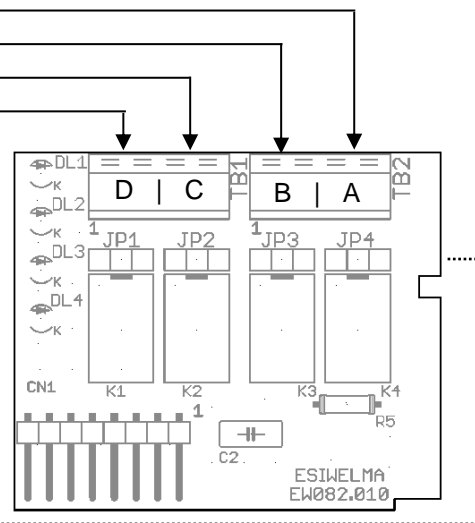 DL1
K
DL2
K
DL3
K
DL4
K
D | C
TB1
B | A
TB2
1
1
JP1
JP2
JP3
JP4
K1
K2
K3
K4
CN1
1
R5
C2
ESIWELMA
EW082.010